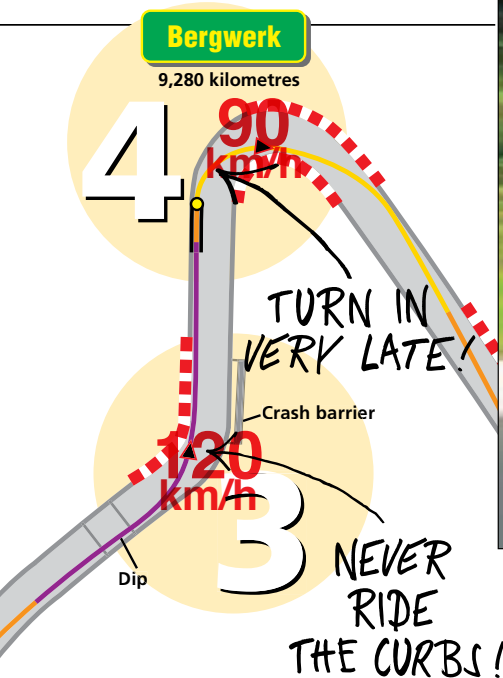 Bergwerk
9,280 kilometres
4
90
km/h
TURN IN
VERY LATE!
Crash barrier
120
km/h
3
Dip
NEVER
RIDE
THE CURBS!